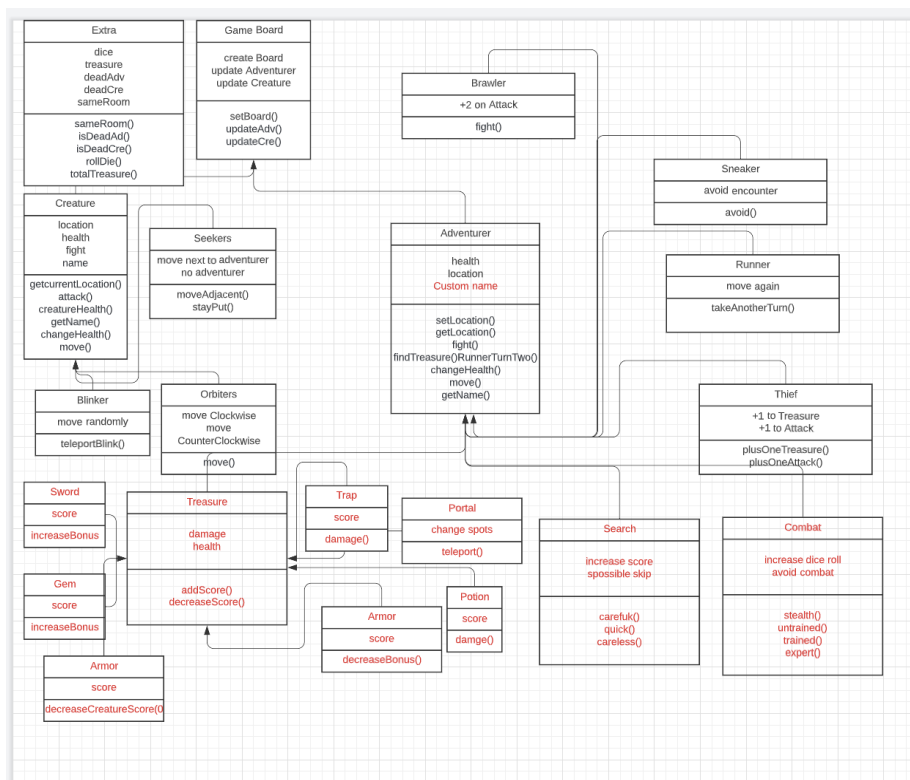 Extra
dice
treasure
deadAdv
deadCre
sameRoom
sameRoom()
isDeadAd()
isDeadCre()
rollDie()
totalTreasure()
Game Board
create Board
update Adventurer
update Creature
setBoard()
updateAdv()
updateCre()
Brawler
+2 on Attack
fight()
Sneaker
avoid encounter
avoid()
Creature
location
health
fight
name
getcurrentLocation()
attack()
creatureHealth()
getName()
changeHealth()
move()
Seekers
move next to adventurer
no adventurer
moveAdjacent()
stayPut()
Adventurer
health
location
Custom name
setLocation()
getLocation()
fight()
findTreasure()RunnerTurnTwo()
changeHealth()
move()
getName()
Runner
move again
takeAnotherTurn()
Blinker
move randomly
teleportBlink()
Orbiters
move Clockwise
move
CounterClockwise
move()
Thief
+1 to Treasure
+1 to Attack
plusOneTreasure()
plusOneAttack()
Sword
score
increaseBonus
Treasure
damage
health
addScore()
decreaseScore()
Trap
score
damage()
Portal
change spots
teleport()
Search
increase score
spossible skip
carefuk()
quick()
careless()
Combat
increase dice roll
avoid combat
stealth()
untrained()
trained()
expert()
Gem
score
increaseBonus
Potion
score
damge()
Armor
score
decreaseBonus()
Armor
score
decreaseCreatureScore(0